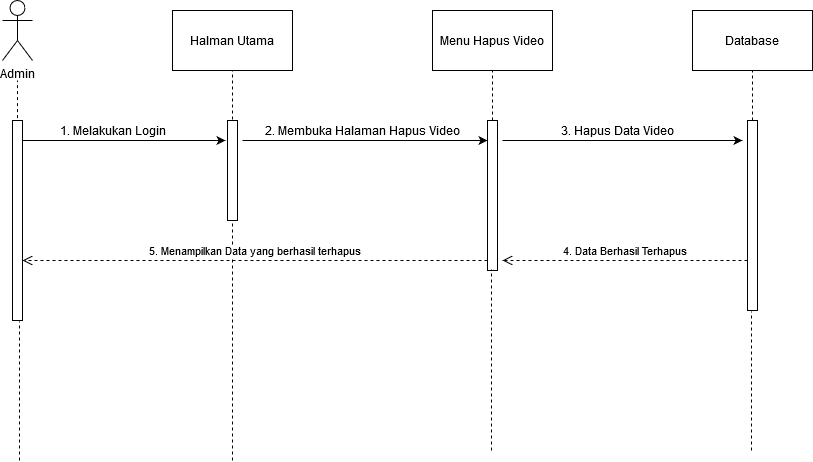 Halman Utama
Menu Hapus Video
Database
Admin
1. Melakukan Login
2. Membuka Halaman Hapus Video
3. Hapus Data Video
5. Menampilkan Data yang berhasil terhapus
4. Data Berhasil Terhapus